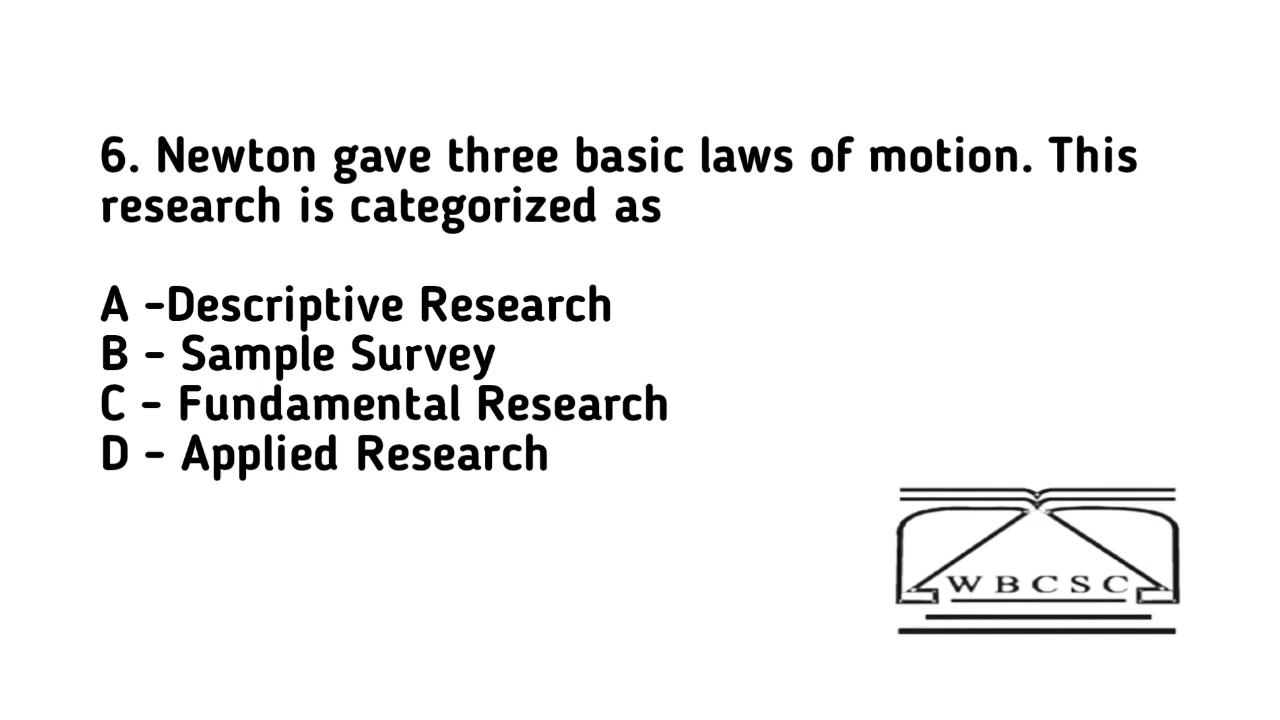 6. Newton gave three basic laws of motion. This
research is categorized as
A -Descriptive Research
B - Sample Survey
C - Fundamental Research
D - Applied Research
WBCSC